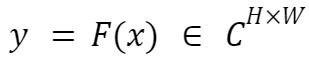 y = F(x) ∈ C^{H×W}